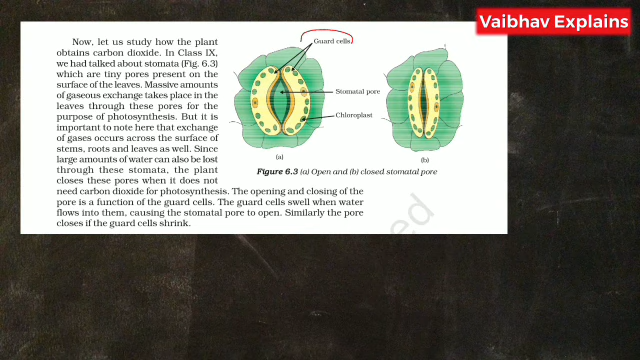 Vaibhav Explains
Now, let us study how the plant
obtains carbon dioxide. In Class IX,
we had talked about stomata (Fig. 6.3)
which are tiny pores present on the
surface of the leaves. Massive amounts
of gaseous exchange takes place in the
leaves through these pores for the
purpose of photosynthesis. But it is
important to note here that exchange
of gases occurs across the surface of
stems, roots and leaves as well. Since
large amounts of water can also be lost
through these stomata, the plant
closes these pores when it does not
need carbon dioxide for photosynthesis. The opening and closing of the
pore is a function of the guard cells. The guard cells swell when water
flows into them, causing the stomatal pore to open. Similarly the pore
closes if the guard cells shrink.
Guard cells
Stomatal pore
Chloroplast
(a)
(b)
Figure 6.3 (a) Open and (b) closed stomatal pore